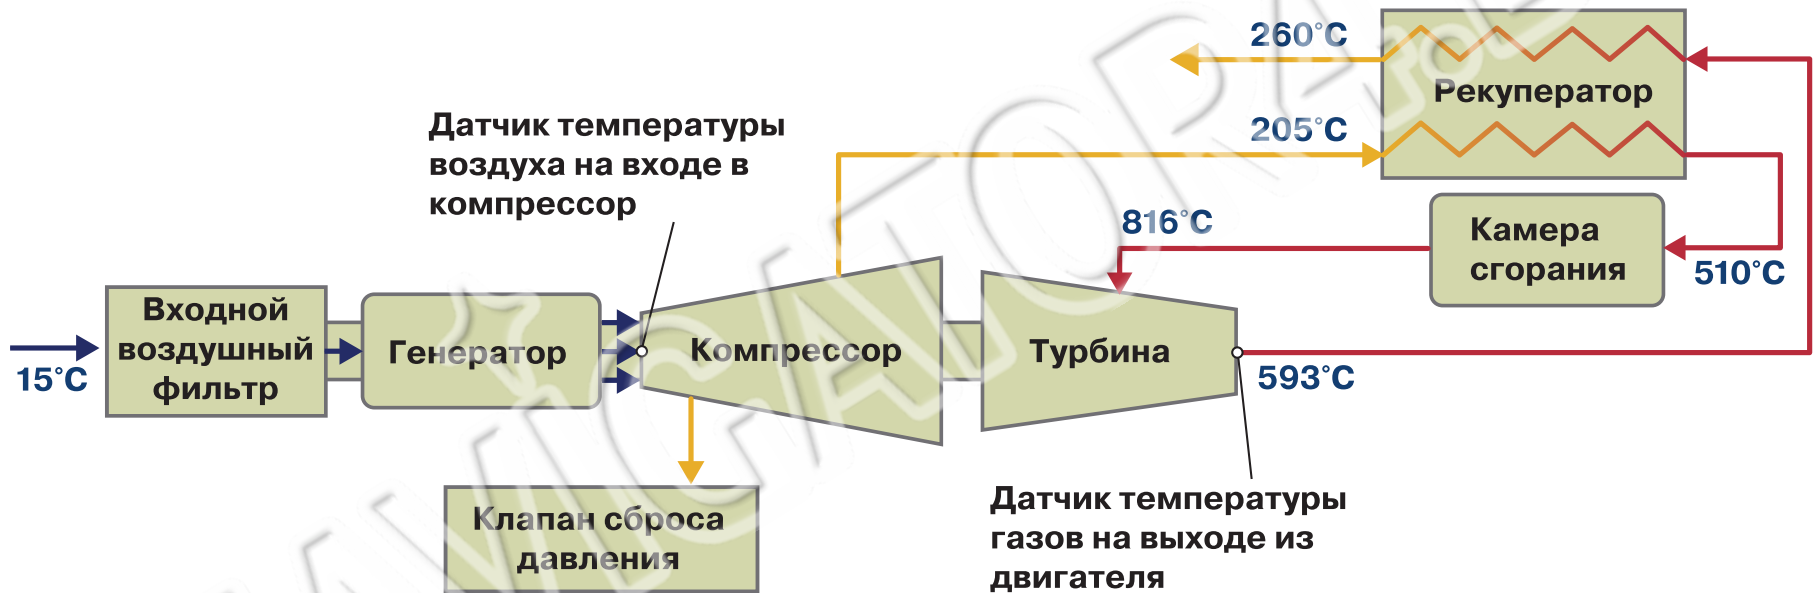 260°C
Рекуператор
205°C
Датчик температуры
воздуха на входе в
компрессор
816°C
Камера
сгорания
510°C
Входной
воздушный
фильтр
15°C
Генератор
Компрессор
Турбина
593°C
Клапан сброса
давления
Датчик температуры
газов на выходе из
двигателя